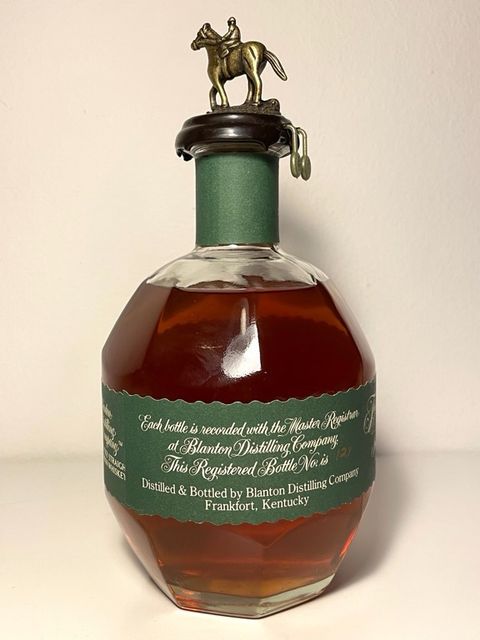 Each bottle is recorded with the Master Registrar
at Blanton Distilling Company.
This Registered Bottle No. is 121
Distilled & Bottled by Blanton Distilling Company
Frankfort, Kentucky